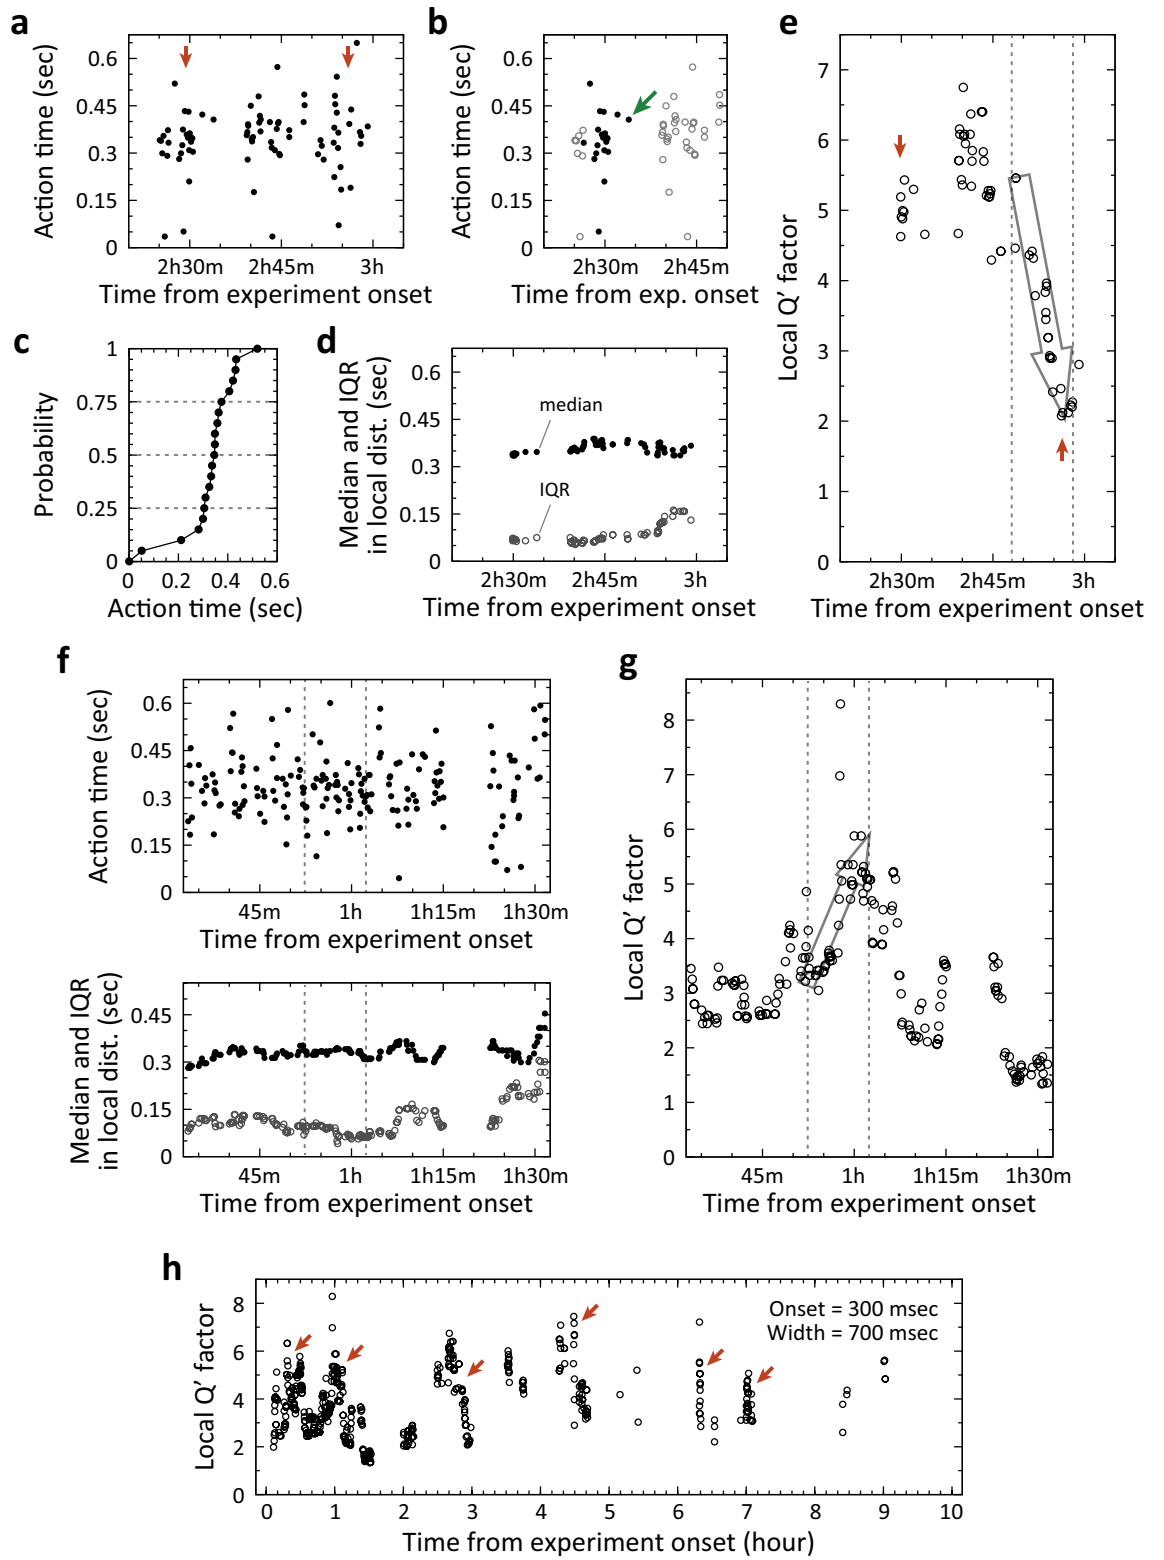 a
Action time (sec)
0.6
0.45
0.3
0.15
0
2h30m
2h45m
3h
Time from experiment onset
b
Action time (sec)
0.6
0.45
0.3
0.15
0
2h30m
2h45m
Time from exp. onset
c
Probability
1
0.75
0.5
0.25
0
0
0.2
0.4
0.6
Action time (sec)
d
Median and IQR
in local dist. (sec)
0.6
0.45
0.3
0.15
0
median
IQR
2h30m
2h45m
3h
Time from experiment onset
e
Local Q' factor
7
6
5
4
3
2
1
0
2h30m
2h45m
3h
Time from experiment onset
f
Action time (sec)
0.6
0.45
0.3
0.15
0
45m
1h
1h15m
1h30m
Time from experiment onset
Median and IQR
in local dist. (sec)
0.45
0.3
0.15
0
45m
1h
1h15m
1h30m
Time from experiment onset
g
Local Q' factor
8
7
6
5
4
3
2
1
0
45m
1h
1h15m
1h30m
Time from experiment onset
h
Local Q' factor
8
6
4
2
0
Onset = 300 msec
Width = 700 msec
0
1
2
3
4
5
6
7
8
9
10
Time from experiment onset (hour)